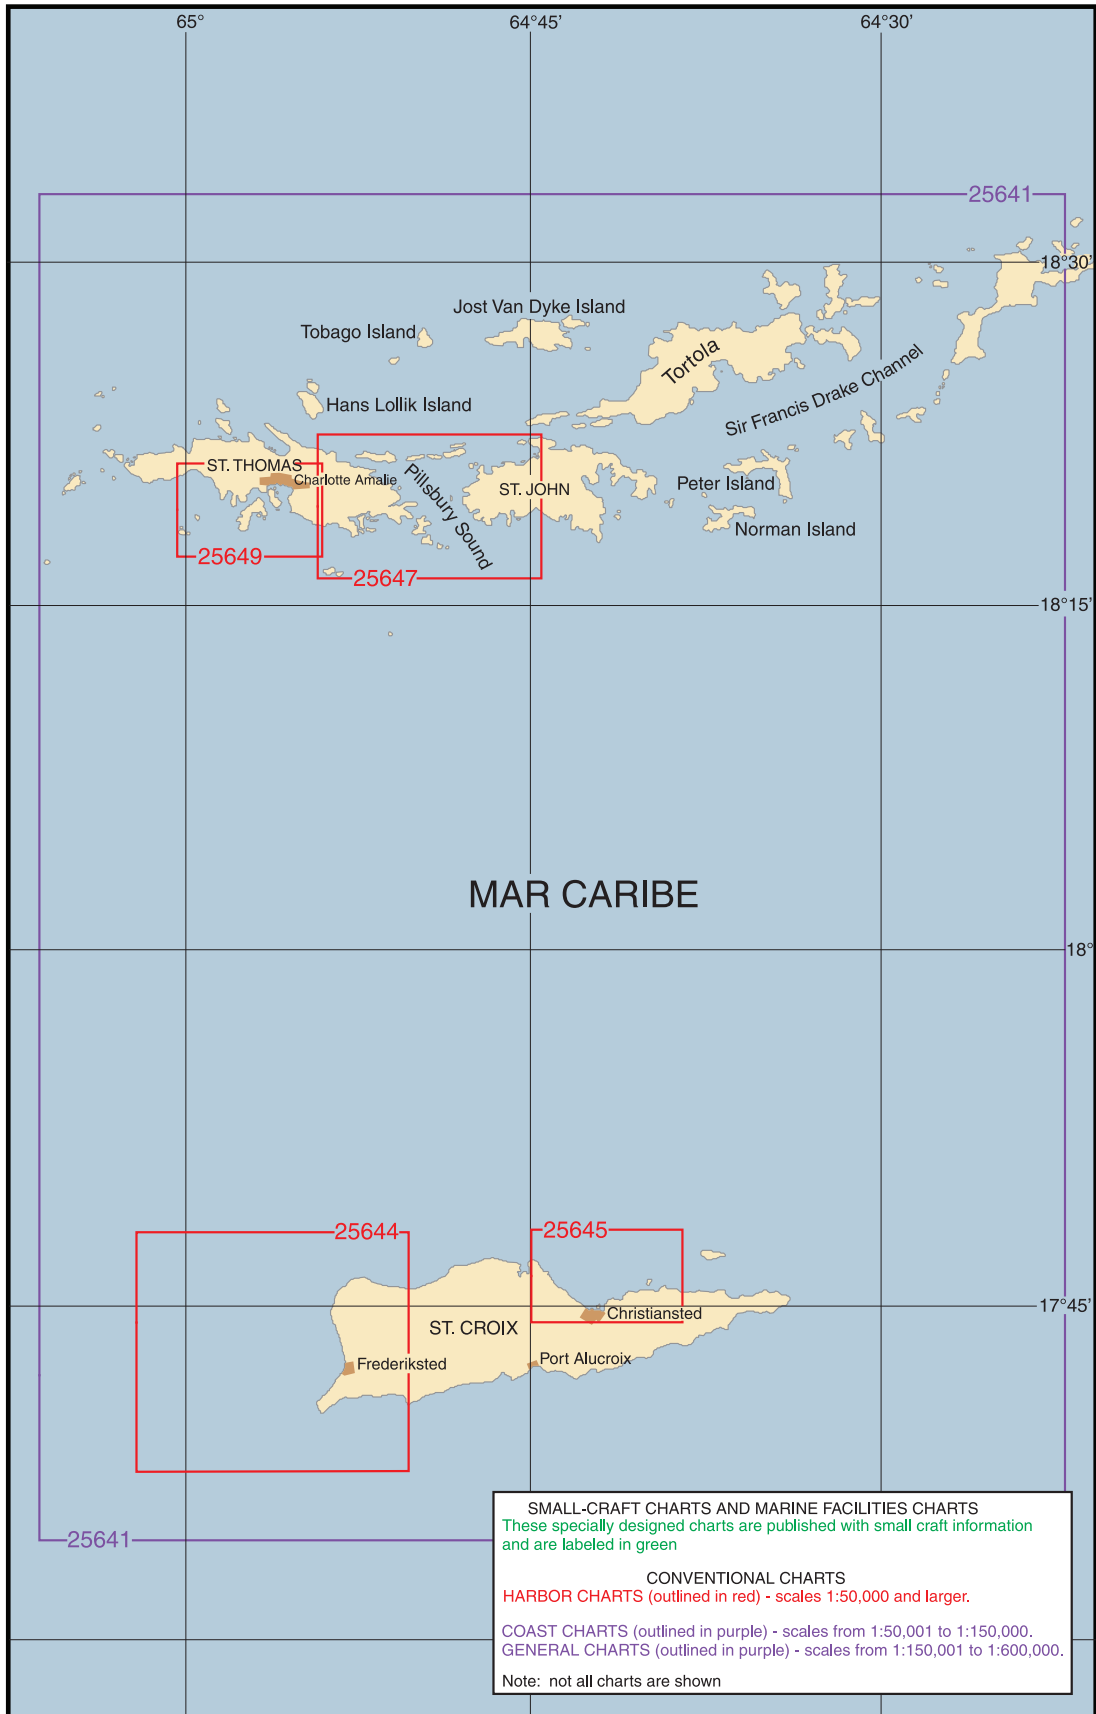 65°
64°45'
64°30'
25641
18°30'
Jost Van Dyke Island
Tobago Island
Tortola
Sir Francis Drake Channel
Hans Lollik Island
ST. THOMAS
Charlotte Amalie
Pillsbury Sound
ST. JOHN
Peter Island
Norman Island
25649
25647
18°15'
MAR CARIBE
18°
25644
25645
17°45'
Christiansted
ST. CROIX
Port Alucroix
Frederiksted
25641
SMALL-CRAFT CHARTS AND MARINE FACILITIES CHARTS
These specially designed charts are published with small craft information
and are labeled in green
CONVENTIONAL CHARTS
HARBOR CHARTS (outlined in red) - scales 1:50,000 and larger.
COAST CHARTS (outlined in purple) - scales from 1:50,001 to 1:150,000.
GENERAL CHARTS (outlined in purple) - scales from 1:150,001 to 1:600,000.
Note: not all charts are shown